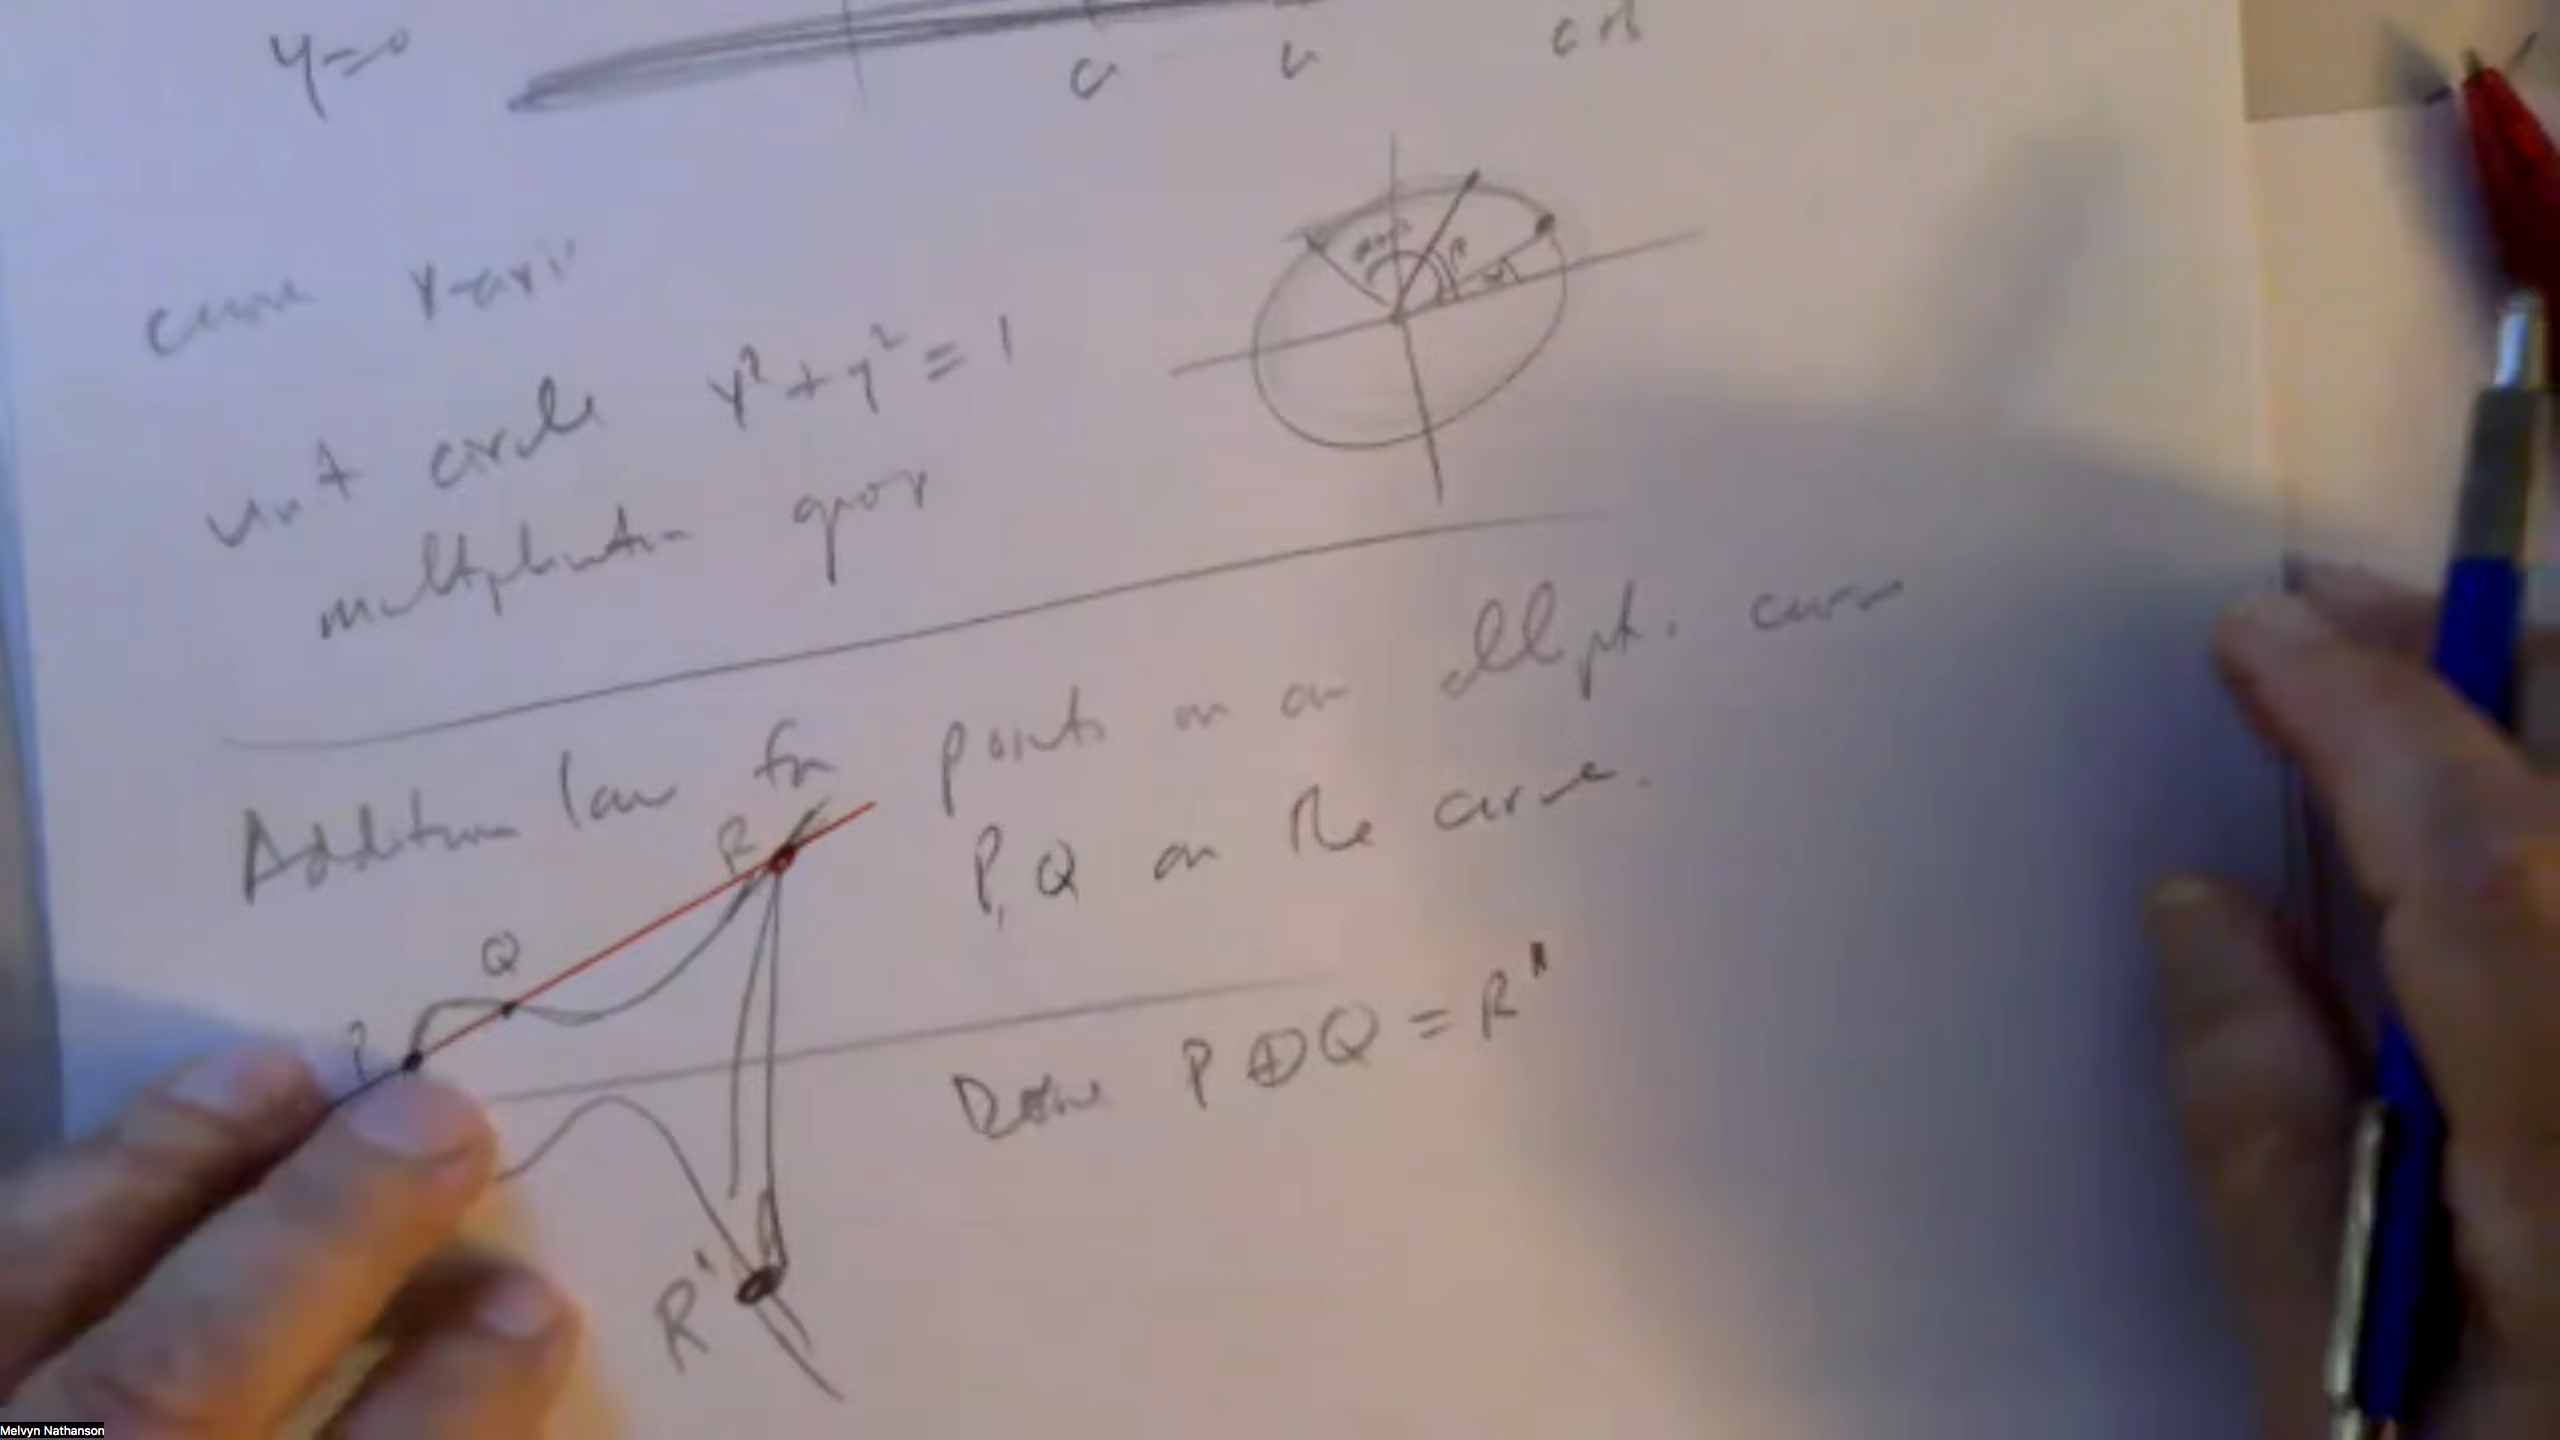 y=0
a
a+b
curve x-axis
α+β
β
α
unit circle x²+y²=1
multiplication group
Addition law for points on an elliptic curve
R
P, Q on the curve.
Q
P
Define P ⊕ Q = R'
R'
Melvyn Nathanson